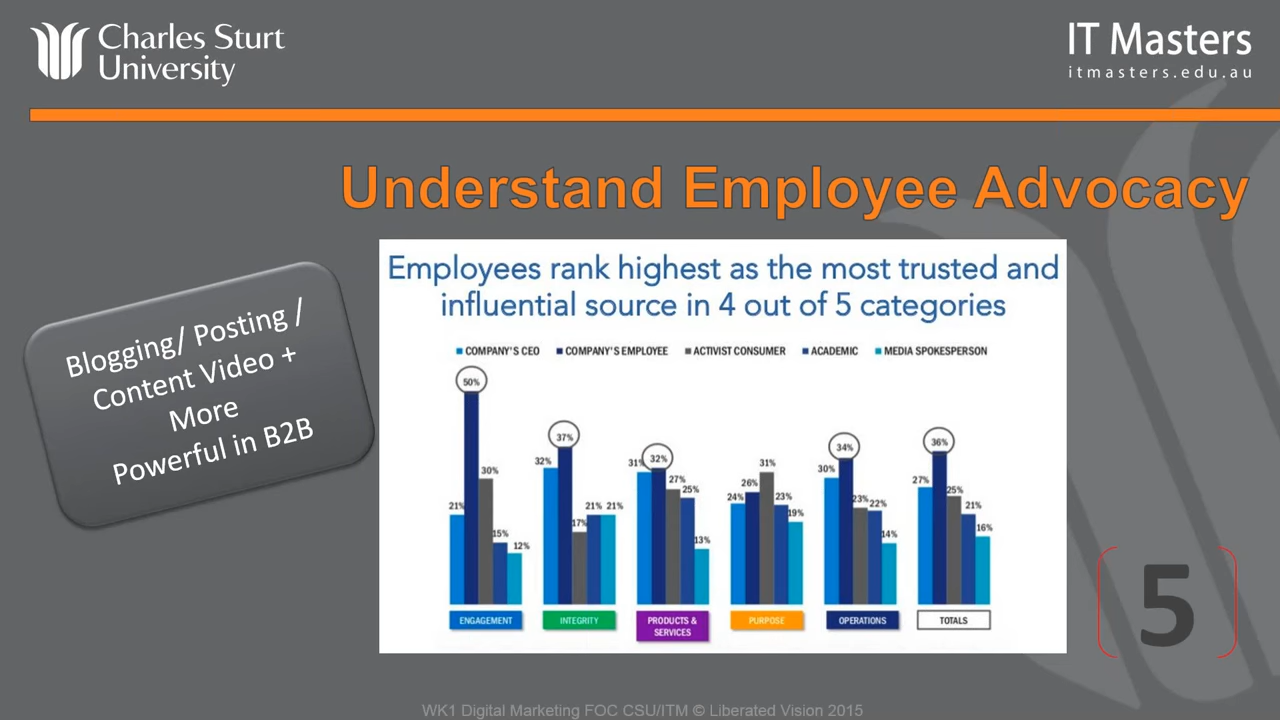 Charles Sturt
University
IT Masters
itmasters.edu.au
Understand Employee Advocacy
Blogging/ Posting /
Content Video +
More
Powerful in B2B
Employees rank highest as the most trusted and
influential source in 4 out of 5 categories
COMPANY'S CEO COMPANY'S EMPLOYEE ACTIVIST CONSUMER ACADEMIC MEDIA SPOKESPERSON
21% 50% 30% 15% 12%
32% 37% 17% 21% 21%
31% 32% 27% 25% 13%
24% 26% 31% 23% 19%
30% 34% 23% 22% 14%
27% 36% 25% 21% 16%
ENGAGEMENT
INTEGRITY
PRODUCTS &
SERVICES
PURPOSE
OPERATIONS
TOTALS
5
WK1 Digital Marketing FOC CSU/ITM © Liberated Vision 2015